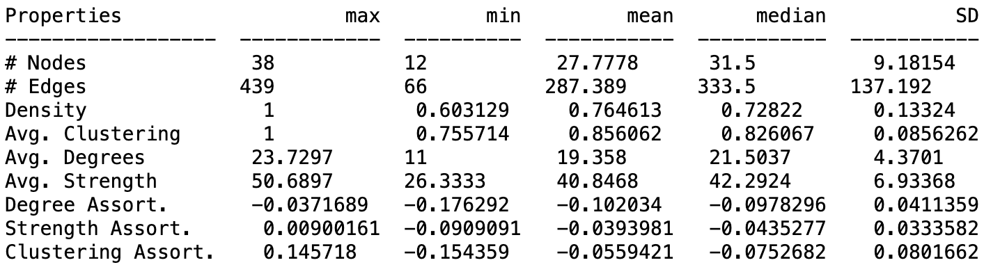 Properties                   max         min         mean       median           SD
------------------  ------------  ----------  -----------  -----------  -----------
# Nodes              38           12           27.7778      31.5          9.18154
# Edges             439           66          287.389      333.5        137.192
Density               1            0.603129     0.764613     0.72822      0.13324
Avg. Clustering       1            0.755714     0.856062     0.826067     0.0856262
Avg. Degrees         23.7297      11           19.358       21.5037       4.3701
Avg. Strength        50.6897      26.3333      40.8468      42.2924       6.93368
Degree Assort.       -0.0371689   -0.176292    -0.102034    -0.0978296    0.0411359
Strength Assort.      0.00900161  -0.0909091   -0.0393981   -0.0435277    0.0333582
Clustering Assort.    0.145718    -0.154359    -0.0559421   -0.0752682    0.0801662